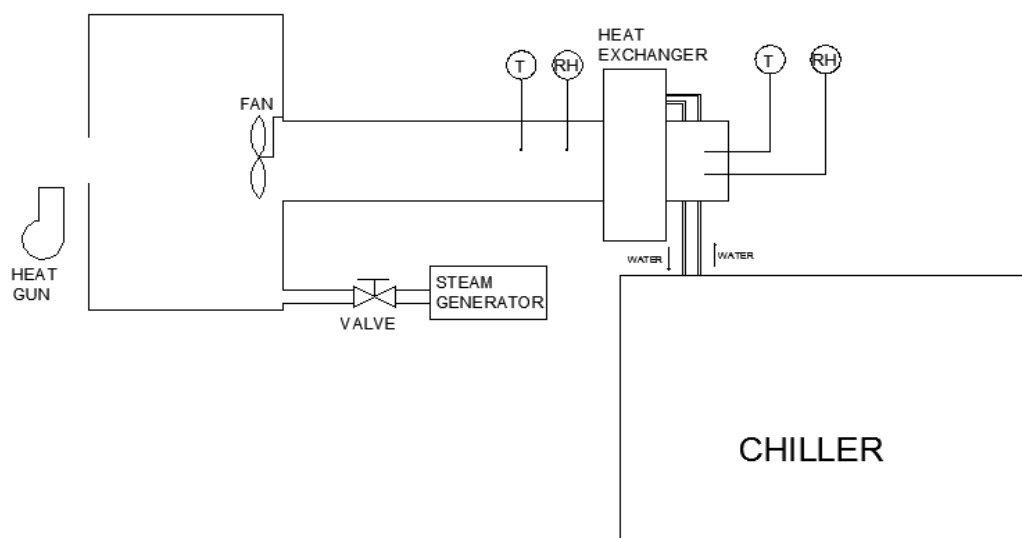 HEAT
EXCHANGER
T
RH
T
RH
FAN
HEAT
GUN
WATER
WATER
STEAM
GENERATOR
VALVE
CHILLER